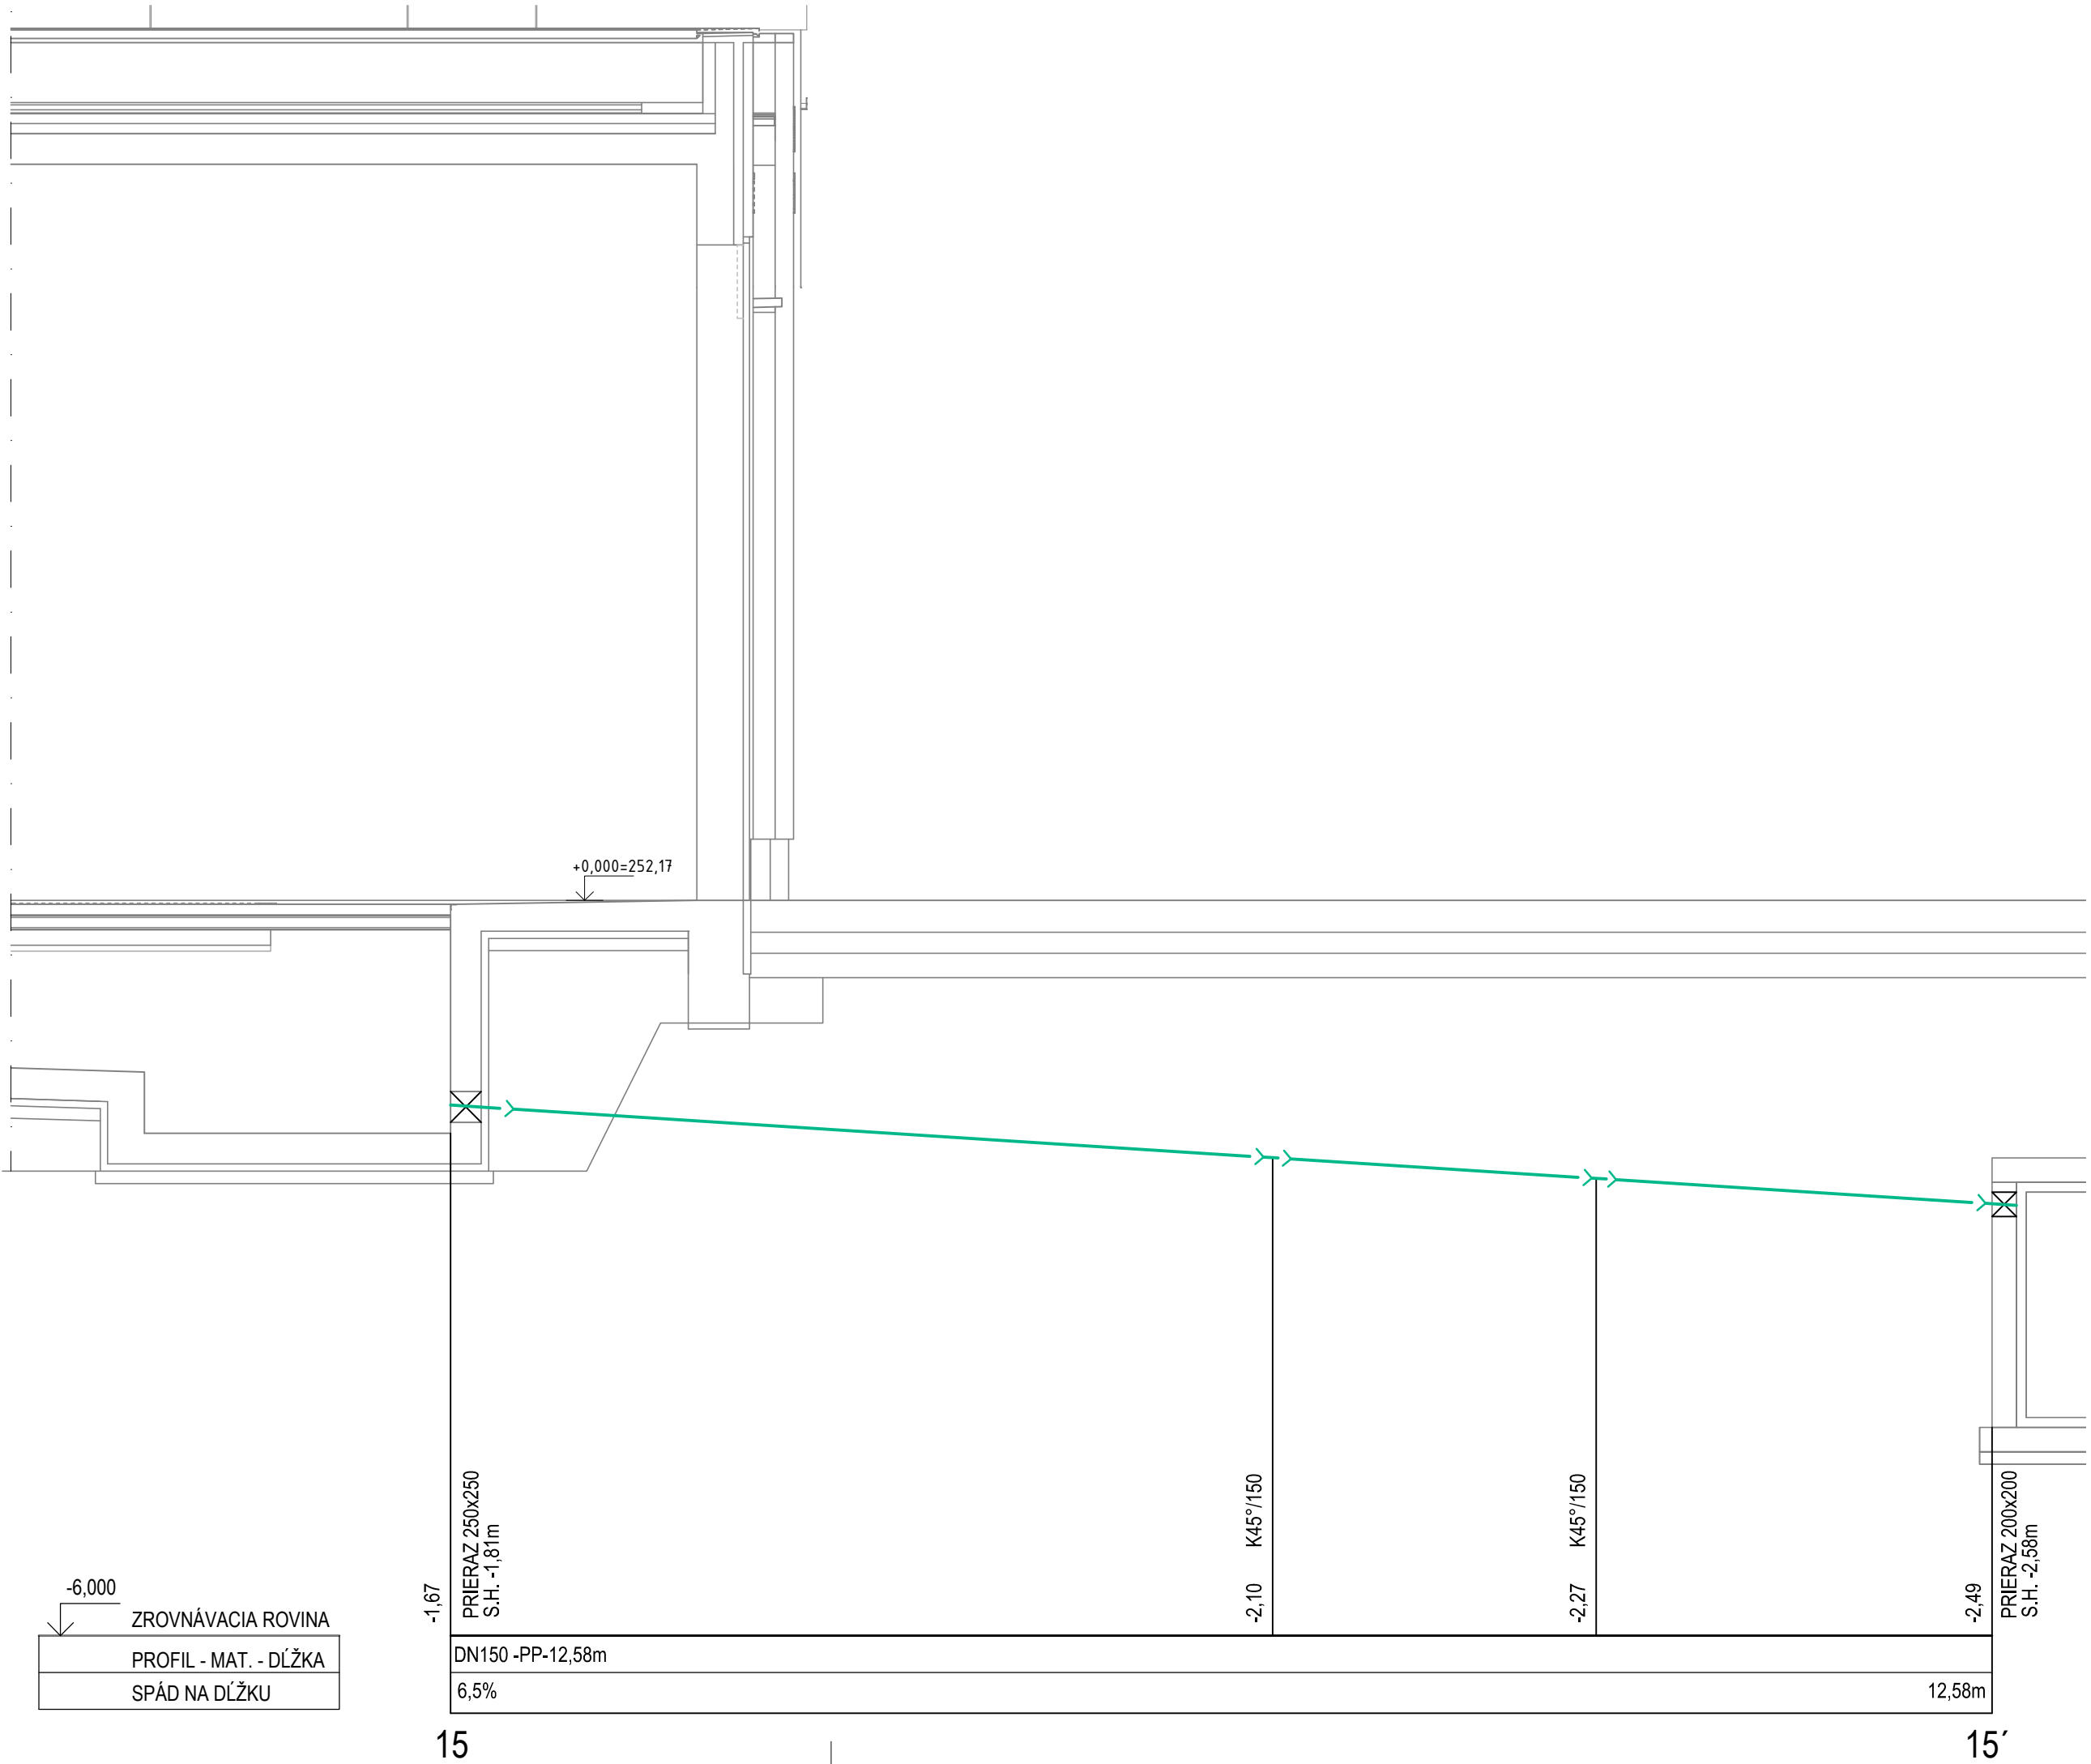 +0,000=252,17
-6,000
ZROVNÁVACIA ROVINA
PROFIL - MAT. - DĹŽKA
SPÁD NA DĹŽKU
-1,67
PRIERAZ 250x250
S.H. -1,81m
-2,10 K45°/150
-2,27 K45°/150
-2,49
PRIERAZ 200x200
S.H. -2,58m
DN150 -PP-12,58m
6,5% 12,58m
15 15´